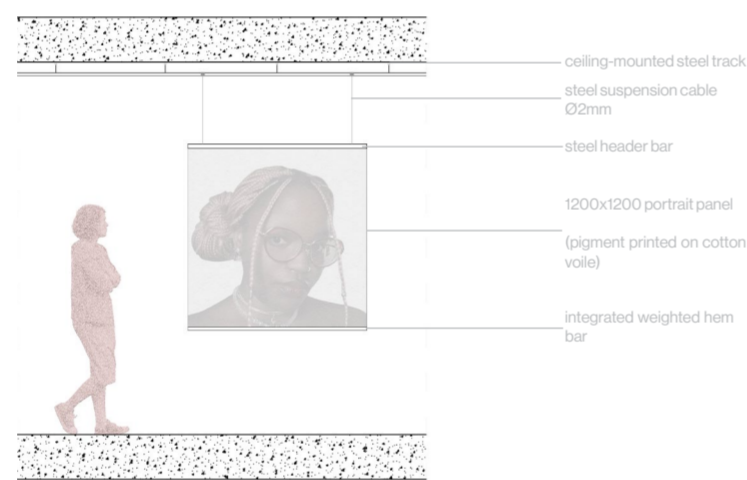 ceiling-mounted steel track
steel suspension cable
Ø2mm
steel header bar
1200x1200 portrait panel
(pigment printed on cotton
voile)
integrated weighted hem
bar